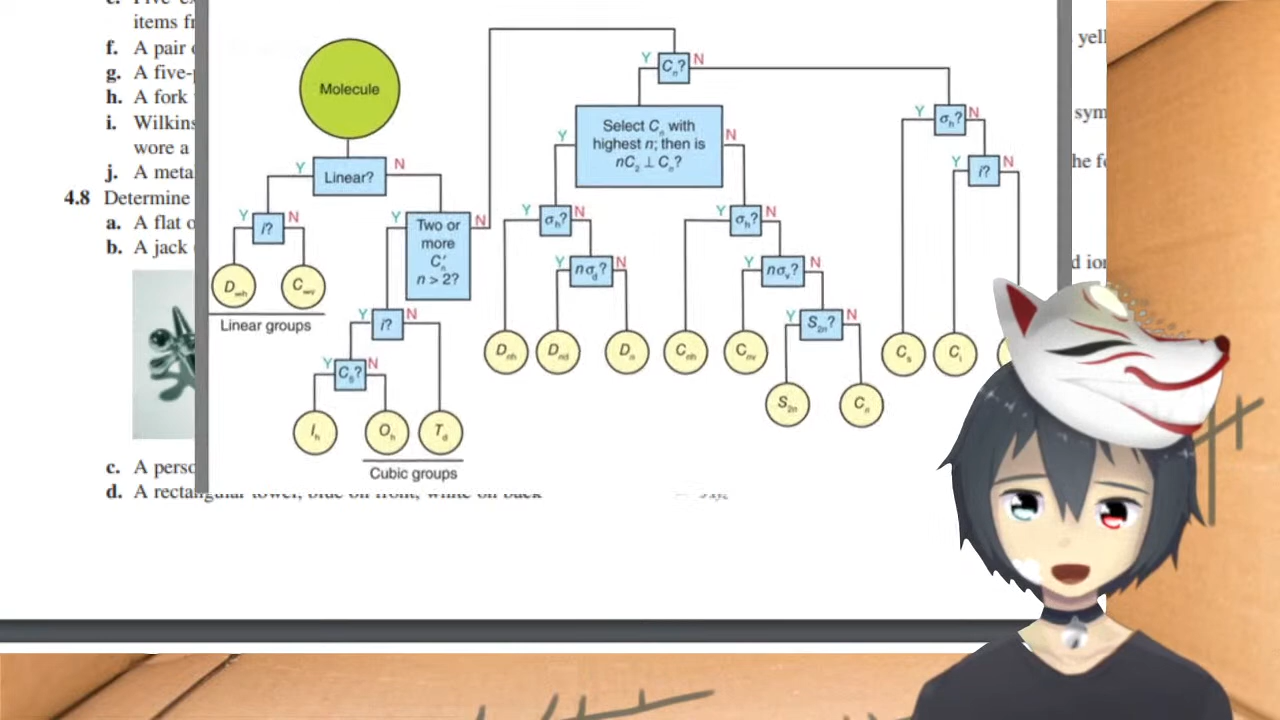 items
f. A pair
g. A five-
h. A fork
i. Wilkins
wore a
j. A meta
4.8 Determine
a. A flat
b. A jack
c. A perso
d. A rectangular tower, blue on front, white on back
Molecule
Linear?
Y N
i?
Y N
D∞h
C∞v
Linear groups
Two or
more
C'n
n > 2?
Y N
i?
Y N
C5?
Y N
Ih
Oh
Td
Cubic groups
Cn?
Y N
Select Cn with
highest n; then is
nC2 ⊥ Cn?
Y N
σh?
Y N
nσd?
Y N
Dnh
Dnd
Dn
σh?
Y N
nσv?
Y N
S2n?
Y N
Cnh
Cnv
S2n
Cn
σh?
Y N
i?
Y N
Cs
Ci
yell
sym
he fo
d ion